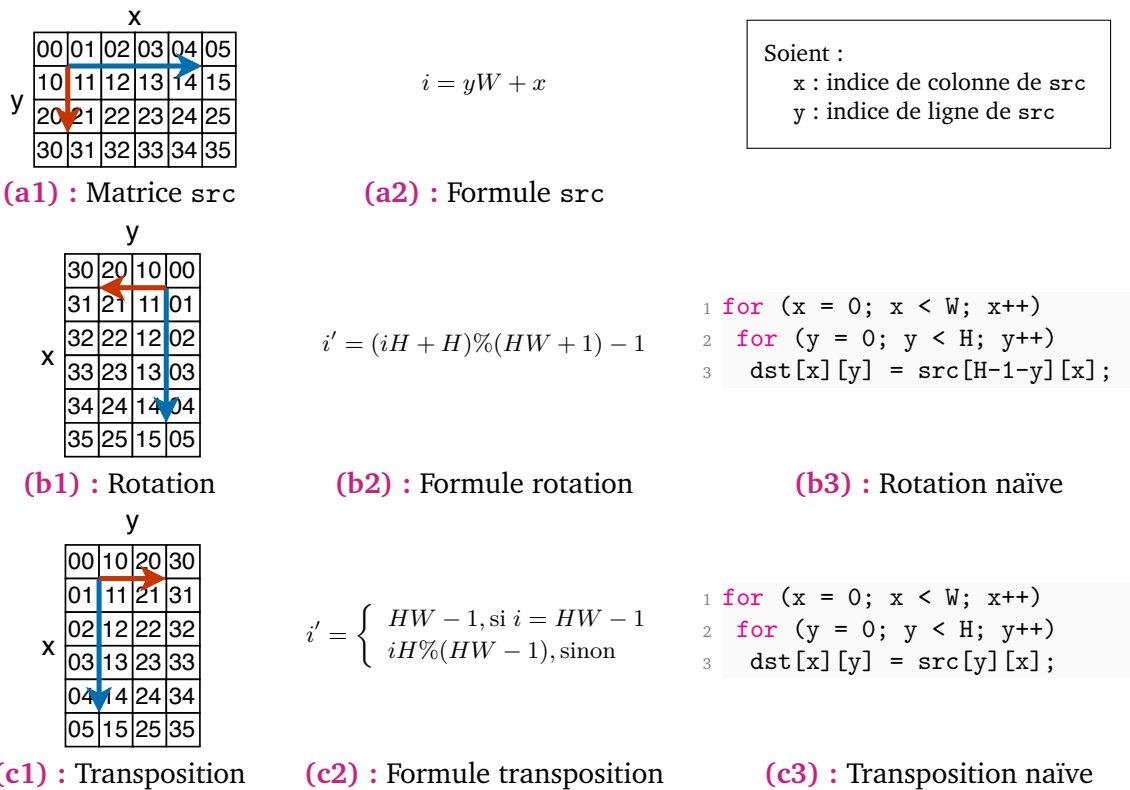 x
00 01 02 03 04 05
10 11 12 13 14 15
y
20 21 22 23 24 25
30 31 32 33 34 35
(a1) : Matrice src
i = yW + x
(a2) : Formule src
Soient :
x : indice de colonne de src
y : indice de ligne de src
y
30 20 10 00
31 21 11 01
32 22 12 02
x
33 23 13 03
34 24 14 04
35 25 15 05
(b1) : Rotation
i′ = (iH + H)%(HW + 1) − 1
(b2) : Formule rotation
1 for (x = 0; x < W; x++)
2 for (y = 0; y < H; y++)
3 dst[x][y] = src[H-1-y][x];
(b3) : Rotation naïve
y
00 10 20 30
01 11 21 31
02 12 22 32
x
03 13 23 33
04 14 24 34
05 15 25 35
(c1) : Transposition
i′ = { HW − 1, si i = HW − 1
iH%(HW − 1), sinon
(c2) : Formule transposition
1 for (x = 0; x < W; x++)
2 for (y = 0; y < H; y++)
3 dst[x][y] = src[y][x];
(c3) : Transposition naïve